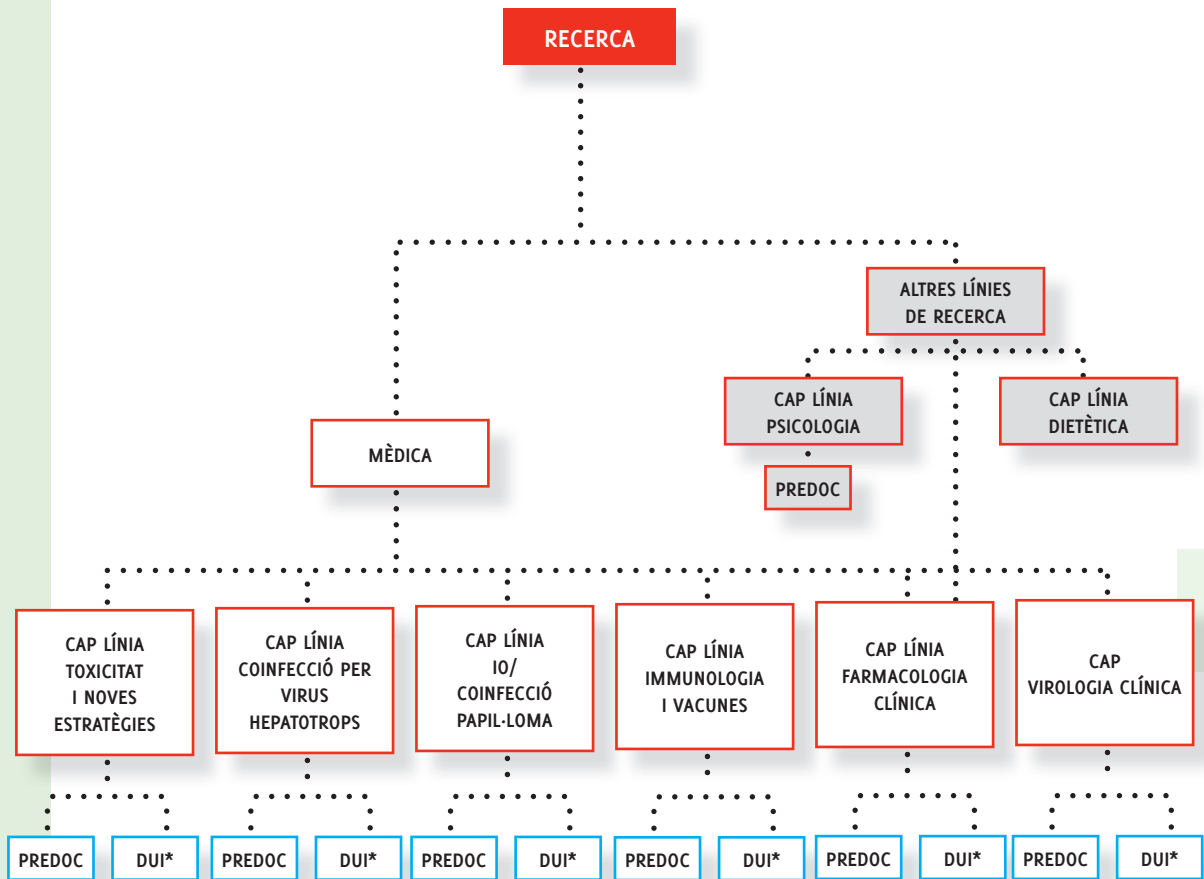 RECERCA
ALTRES LÍNIES
DE RECERCA
CAP LÍNIA
PSICOLOGIA
CAP LÍNIA
DIETÈTICA
MÈDICA
PREDOC
CAP LÍNIA
TOXICITAT
I NOVES
ESTRATÈGIES
CAP LÍNIA
COINFECCIÓ PER
VIRUS
HEPATOTROPS
CAP LÍNIA
IO/
COINFECCIÓ
PAPIL·LOMA
CAP LÍNIA
IMMUNOLOGIA
I VACUNES
CAP LÍNIA
FARMACOLOGIA
CLÍNICA
CAP
VIROLOGIA CLÍNICA
PREDOC
DUI*
PREDOC
DUI*
PREDOC
DUI*
PREDOC
DUI*
PREDOC
DUI*
PREDOC
DUI*